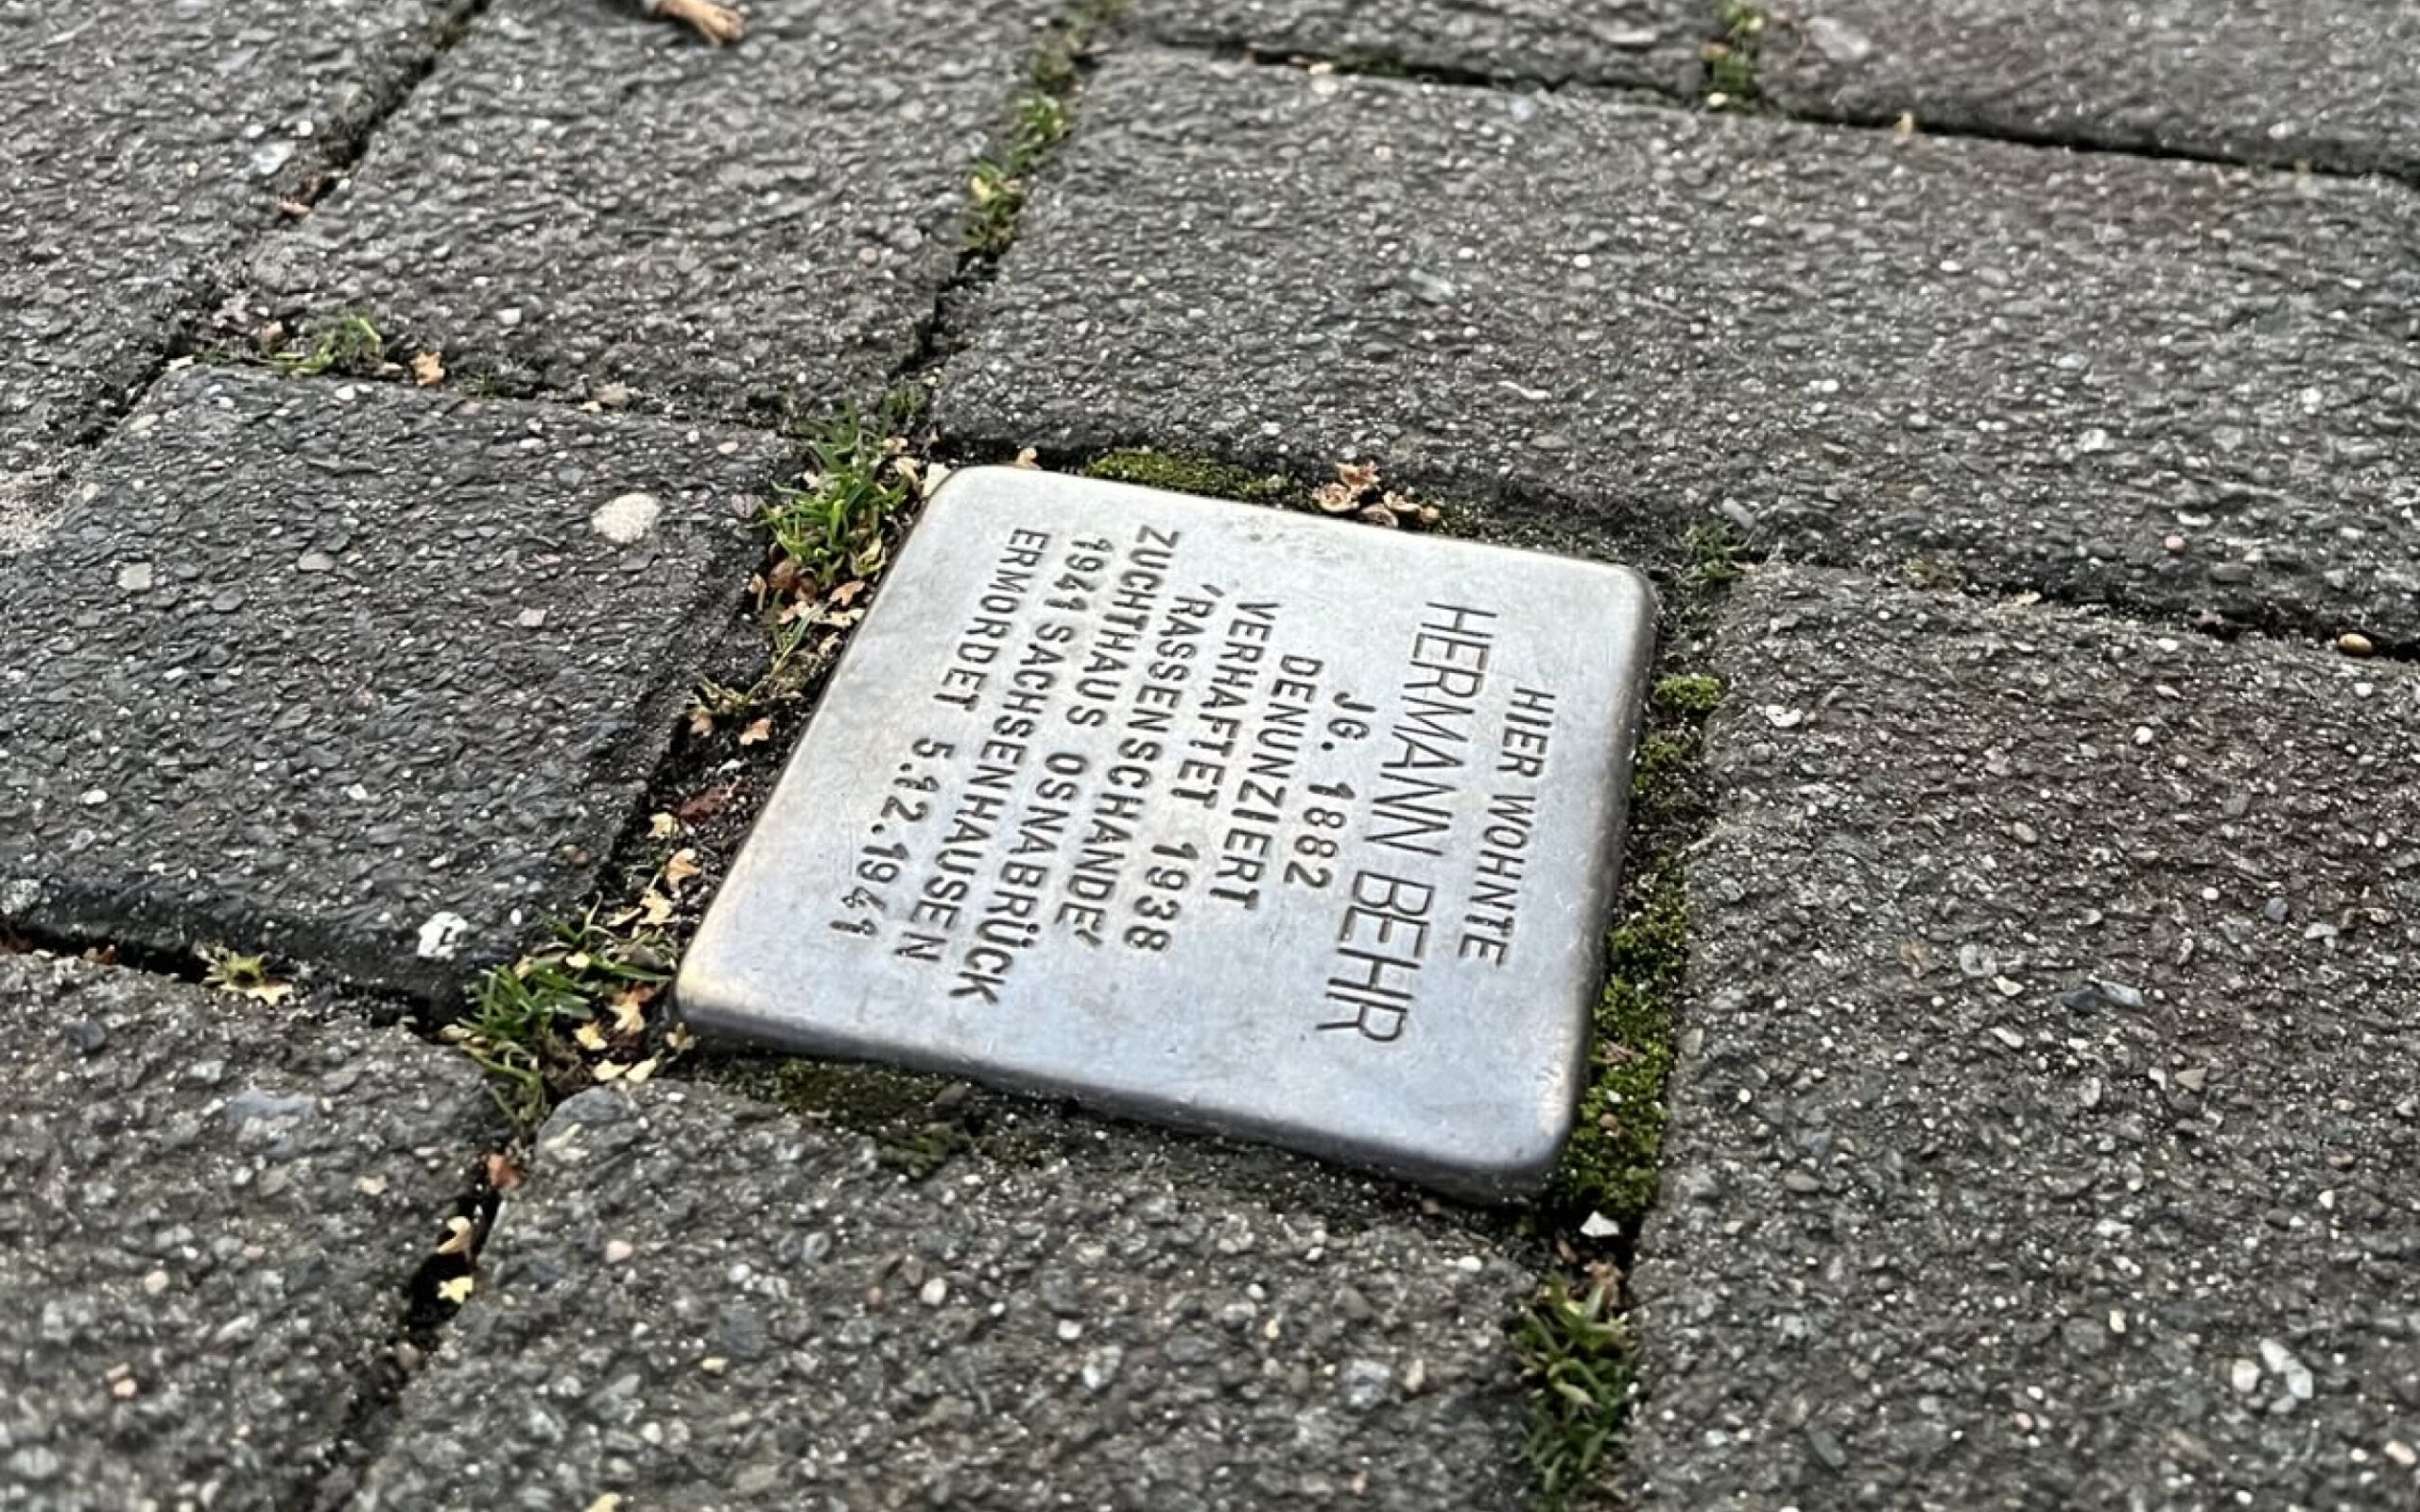 HIER WOHNTE
HERMANN BEHR
JG. 1882
DENUNZIERT
VERHAFTET 1938
'RASSENSCHANDE'
ZUCHTHAUS OSNABRÜCK
1941 SACHSENHAUSEN
ERMORDET 5.12.1941